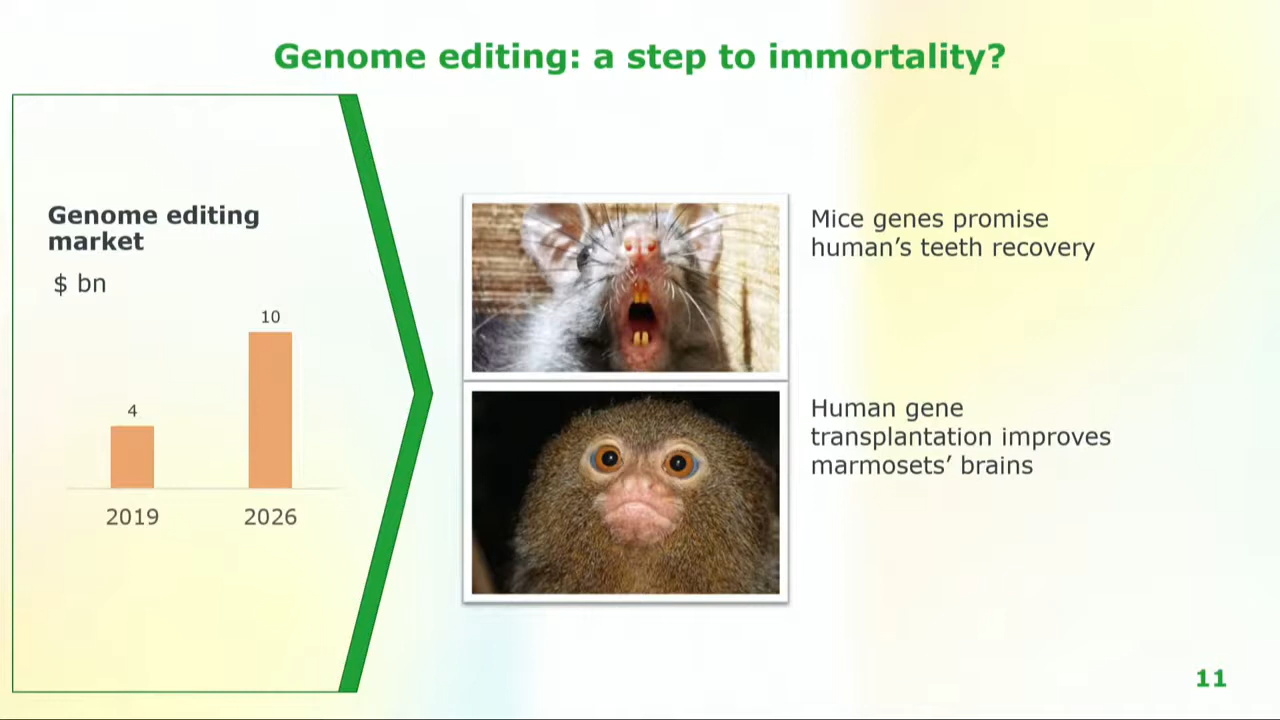 Genome editing: a step to immortality?
Genome editing
market
$ bn
10
4
2019
2026
Mice genes promise
human’s teeth recovery
Human gene
transplantation improves
marmosets’ brains
11